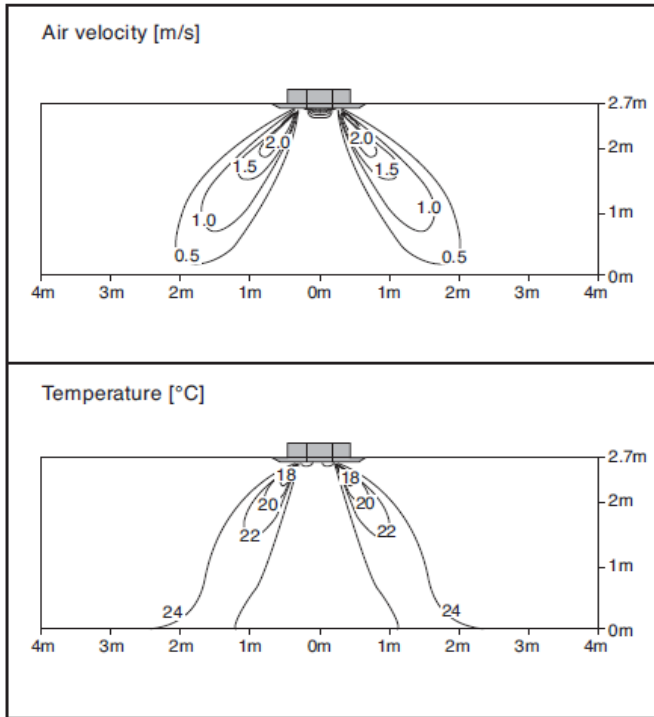 Air velocity [m/s]
2.7m
2.0 2.0 2m
1.5 1.5
1.0 1.0 1m
0.5 0.5
0m
4m 3m 2m 1m 0m 1m 2m 3m 4m
Temperature [°C]
2.7m
18 18
20 20 2m
22 22
1m
24 24
0m
4m 3m 2m 1m 0m 1m 2m 3m 4m